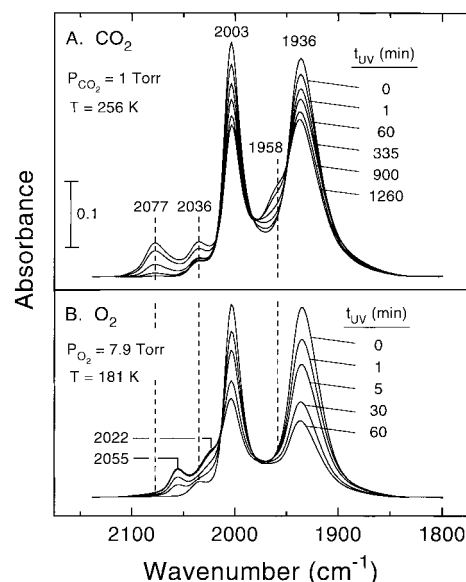 A. CO2
P CO2 = 1 Torr
T = 256 K
2003
1936
tUV (min)
0
1
60
335
900
1260
1958
0.1
2077
2036
Absorbance
B. O2
P O2 = 7.9 Torr
T = 181 K
tUV (min)
0
1
5
30
60
2022
2055
2100
2000
1900
1800
Wavenumber (cm-1)